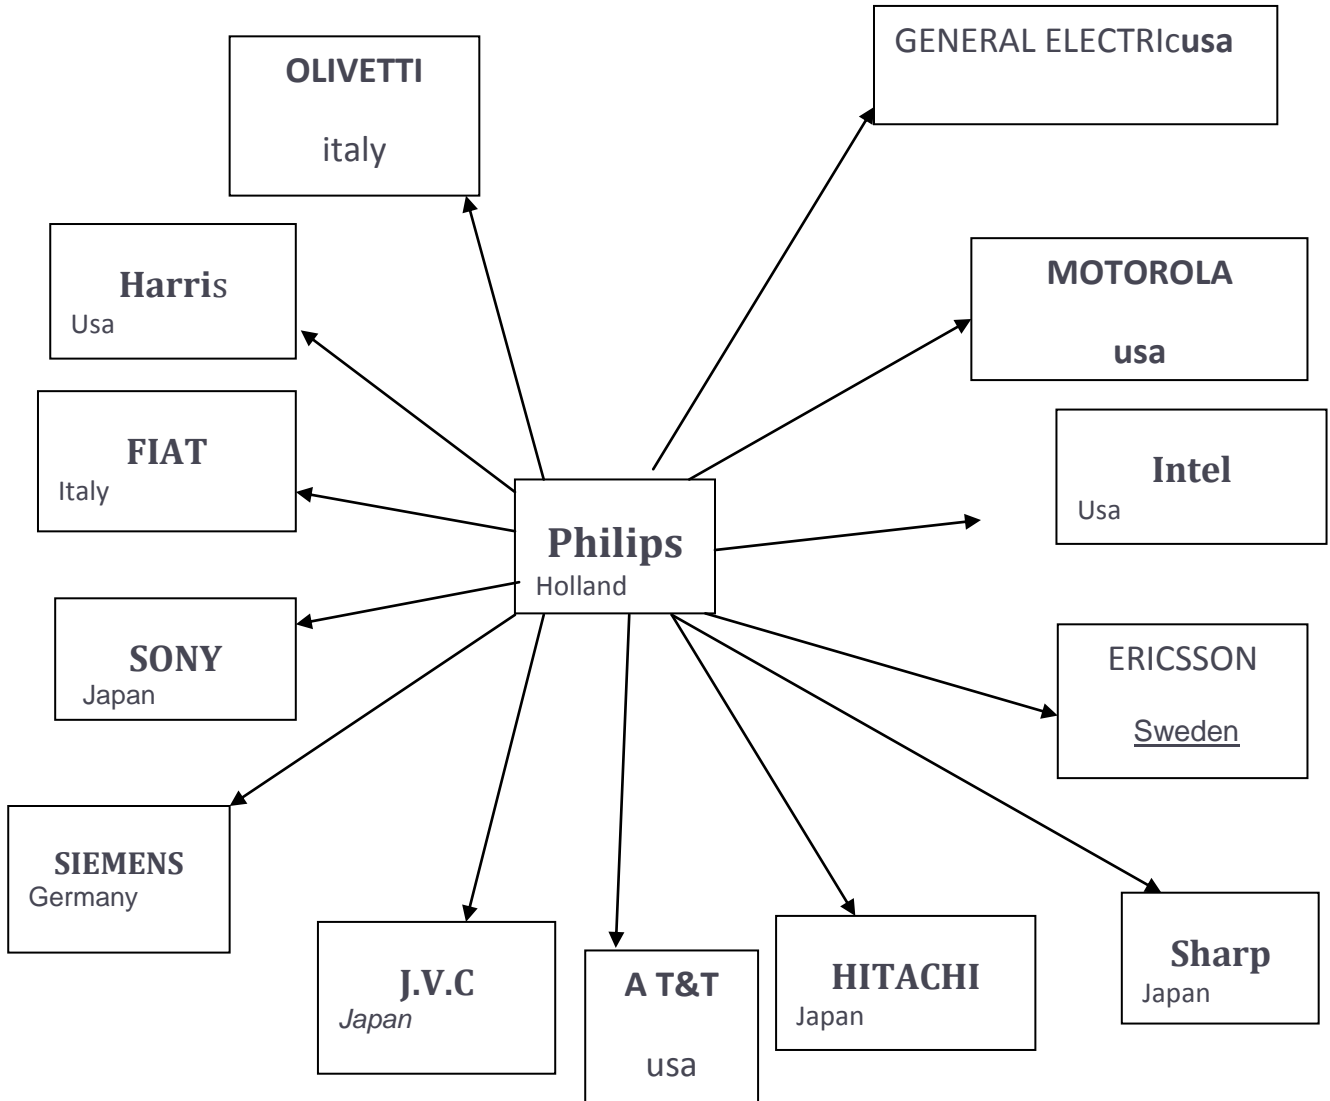 GENERAL ELECTRIcusa
OLIVETTI
italy
Harris
Usa
MOTOROLA
usa
FIAT
Italy
Intel
Usa
Philips
Holland
SONY
Japan
ERICSSON
Sweden
SIEMENS
Germany
J.V.C
Japan
A T&T
usa
HITACHI
Japan
Sharp
Japan